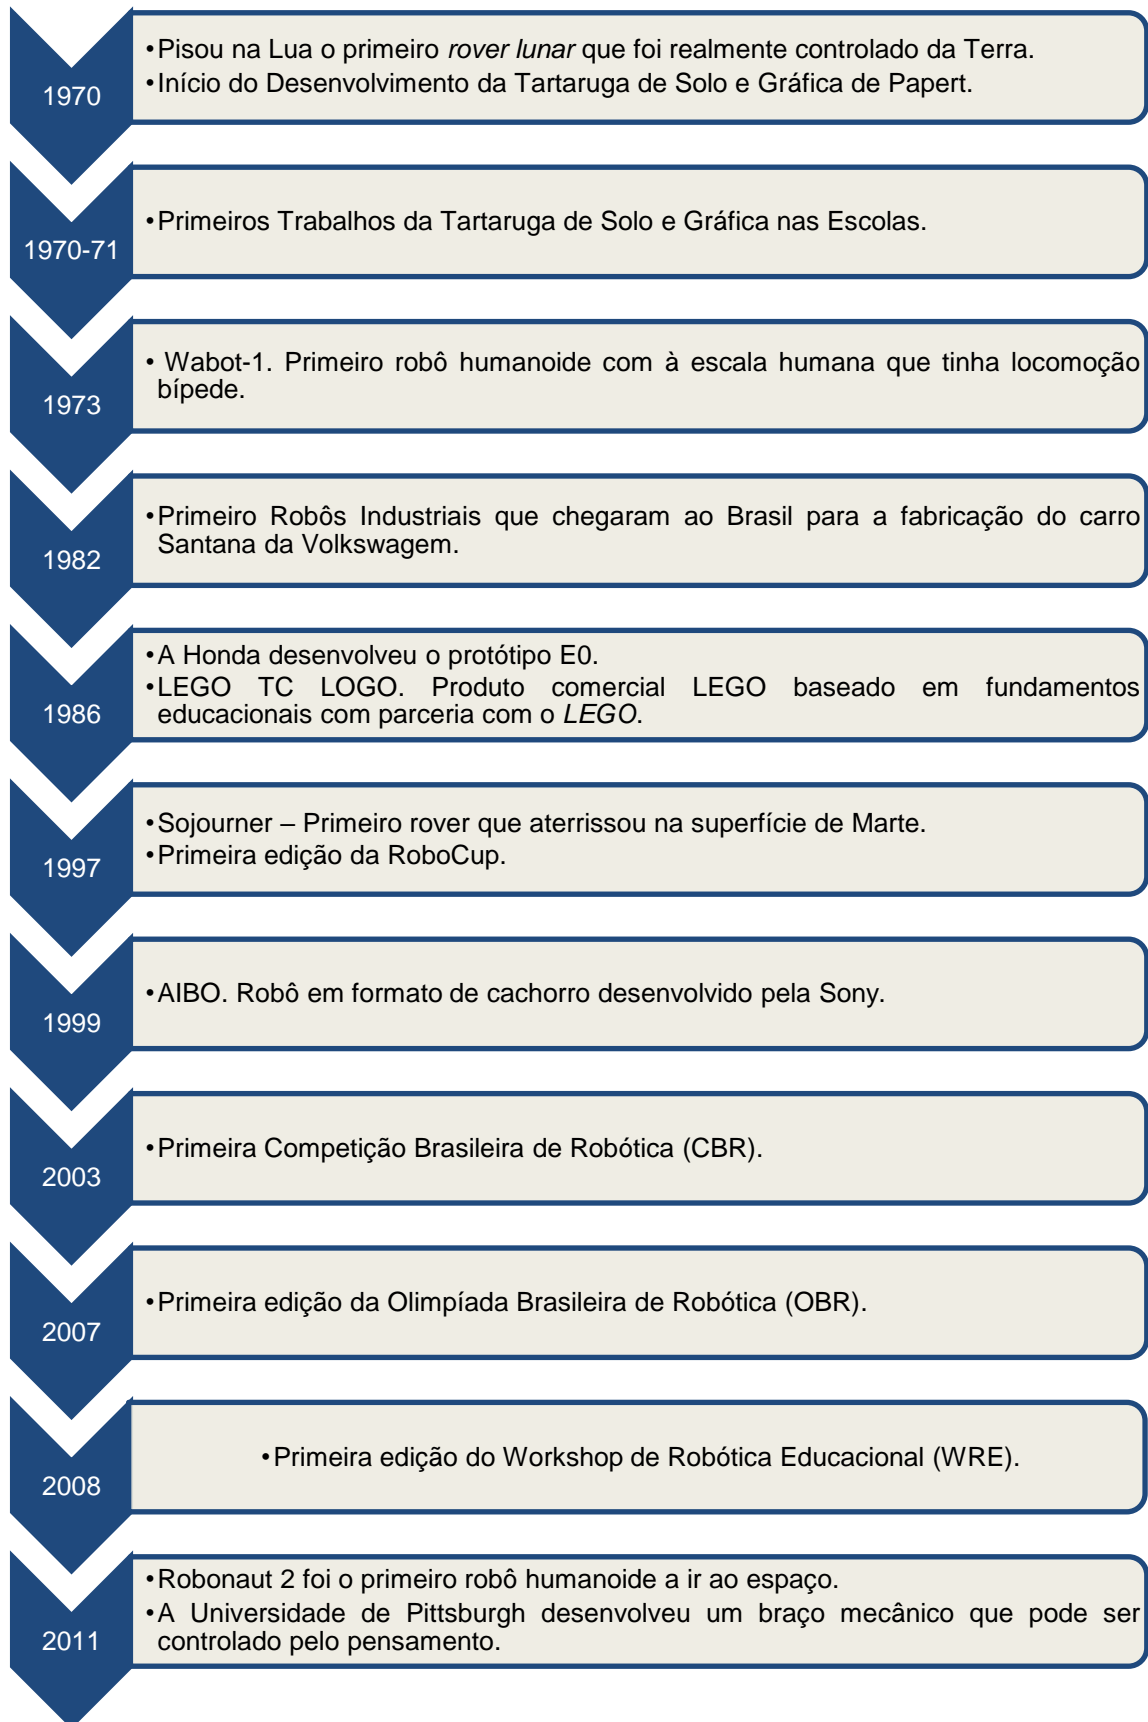 1970
•Pisou na Lua o primeiro rover lunar que foi realmente controlado da Terra.
•Início do Desenvolvimento da Tartaruga de Solo e Gráfica de Papert.
1970-71
•Primeiros Trabalhos da Tartaruga de Solo e Gráfica nas Escolas.
1973
• Wabot-1. Primeiro robô humanoide com à escala humana que tinha locomoção
bípede.
1982
•Primeiro Robôs Industriais que chegaram ao Brasil para a fabricação do carro
Santana da Volkswagem.
1986
•A Honda desenvolveu o protótipo E0.
•LEGO TC LOGO. Produto comercial LEGO baseado em fundamentos
educacionais com parceria com o LEGO.
1997
•Sojourner – Primeiro rover que aterrissou na superfície de Marte.
•Primeira edição da RoboCup.
1999
•AIBO. Robô em formato de cachorro desenvolvido pela Sony.
2003
•Primeira Competição Brasileira de Robótica (CBR).
2007
•Primeira edição da Olimpíada Brasileira de Robótica (OBR).
2008
•Primeira edição do Workshop de Robótica Educacional (WRE).
2011
•Robonaut 2 foi o primeiro robô humanoide a ir ao espaço.
•A Universidade de Pittsburgh desenvolveu um braço mecânico que pode ser
controlado pelo pensamento.